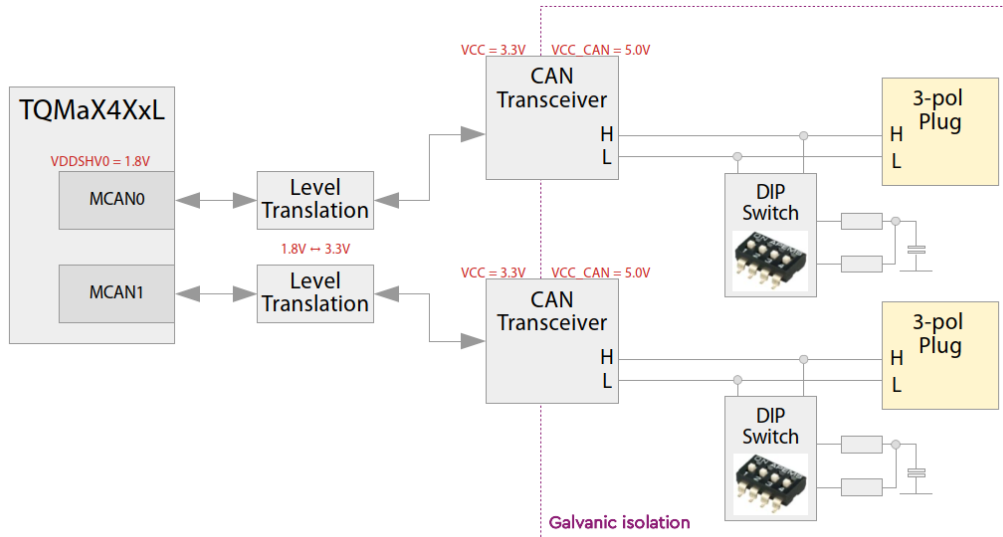 VCC = 3.3V
VCC_CAN = 5.0V
TQMaX4XxL
VDDSHV0 = 1.8V
MCAN0
Level
Translation
CAN
Transceiver
H
L
3-pol
Plug
H
L
DIP
Switch
1.8V ↔ 3.3V
MCAN1
Level
Translation
VCC = 3.3V
VCC_CAN = 5.0V
CAN
Transceiver
H
L
3-pol
Plug
H
L
DIP
Switch
Galvanic isolation